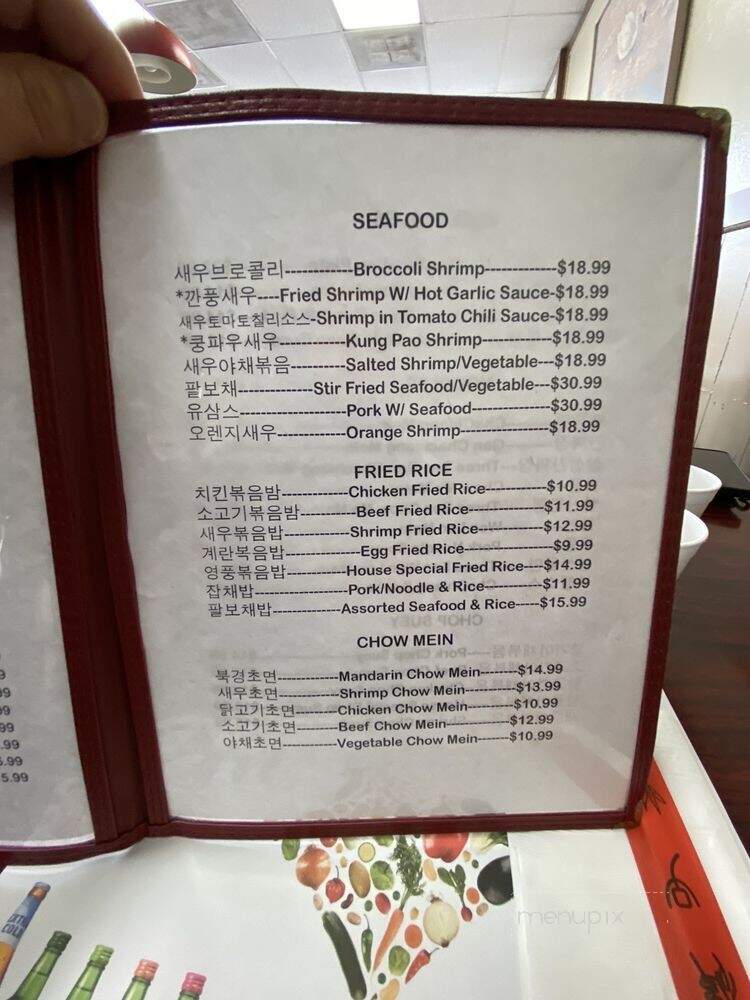 SEAFOOD
새우브로콜리------------Broccoli Shrimp-------------$18.99
*깐풍새우----Fried Shrimp W/ Hot Garlic Sauce-$18.99
새우토마토칠리소스-Shrimp in Tomato Chili Sauce-$18.99
*쿵파우새우------------Kung Pao Shrimp------------$18.99
새우야채볶음----------Salted Shrimp/Vegetable---$18.99
팔보채--------------Stir Fried Seafood/Vegetable---$30.99
유삼스--------------------Pork W/ Seafood--------------$30.99
오렌지새우-------------Orange Shrimp----------------$18.99
FRIED RICE
치킨볶음밤-------------Chicken Fried Rice-----------$10.99
소고기볶음밤-----------Beef Fried Rice--------------$11.99
새우볶음밥-------------Shrimp Fried Rice------------$12.99
계란복음밥---------------Egg Fried Rice----------------$9.99
영풍볶음밥------------House Special Fried Rice----$14.99
잡채밥------------------Pork/Noodle & Rice-----------$11.99
팔보채밥-------------Assorted Seafood & Rice-----$15.99
CHOW MEIN
북경초면------------Mandarin Chow Mein-------$14.99
새우초면------------Shrimp Chow Mein----------$13.99
닭고기초면--------Chicken Chow Mein---------$10.99
소고기초면--------Beef Chow Mein------------$12.99
야채초면-----------Vegetable Chow Mein------$10.99
.99
5.99
menupix